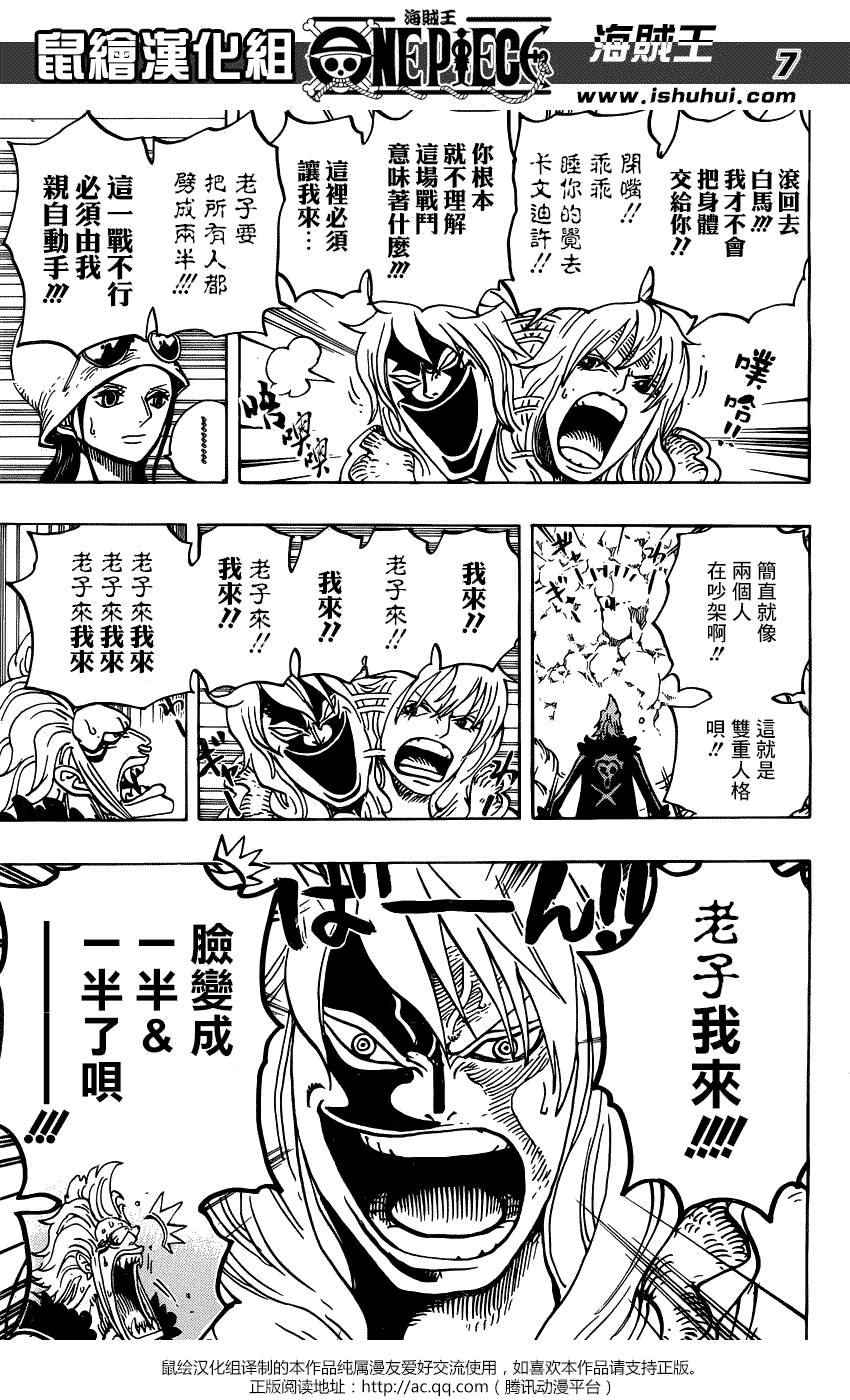 鼠繪漢化組
海賊王
ONE PIECE
海賊王
7
www.ishuhui.com
滾回去
白馬!!!
我才不會
把身體
交給你!!
閉嘴!!
乖乖
睡你的覺去
卡文迪許!!
你根本
就不理解
這場戰鬥
意味著什麼!!!
這裡必須
讓我來…
噗哈!!
唔噢噢
老子要
把所有人都
劈成兩半!!!
這一戰不行
必須由我
親自動手!!!
簡直就像
兩個人
在吵架啊!!
這就是
雙重人格
唄!!
我來!!
老子來!!
我來!!
老子來!!
我來!!
老子來我來
老子來我來
老子來我來
ばーーん!!
老子我來!!!!
臉變成
一半&
一半了唄
——!!!
鼠绘汉化组译制的本作品纯属漫友爱好交流使用，如喜欢本作品请支持正版。
正版阅读地址：http://ac.qq.com（腾讯动漫平台）